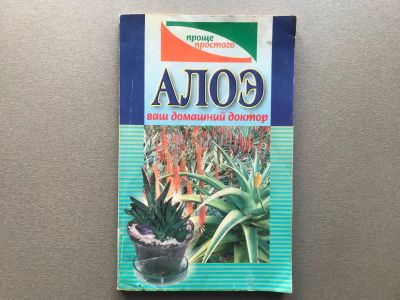 проще
простого
АЛОЭ
ваш домашний доктор